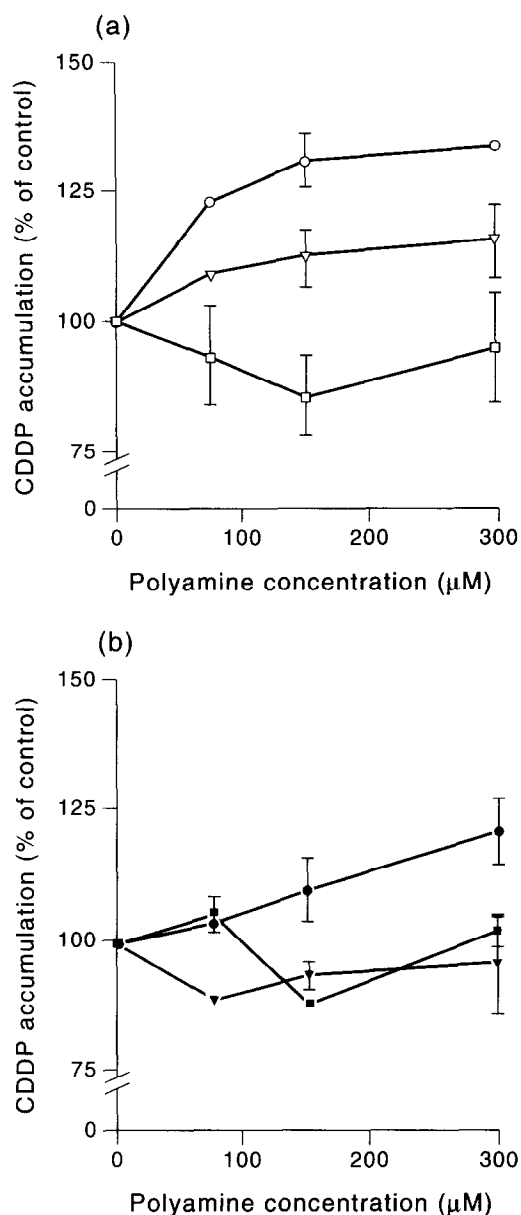 (a)
150
125
100
75
0
CDDP accumulation (% of control)
0 100 200 300
Polyamine concentration (μM)
(b)
150
125
100
75
0
CDDP accumulation (% of control)
0 100 200 300
Polyamine concentration (μM)